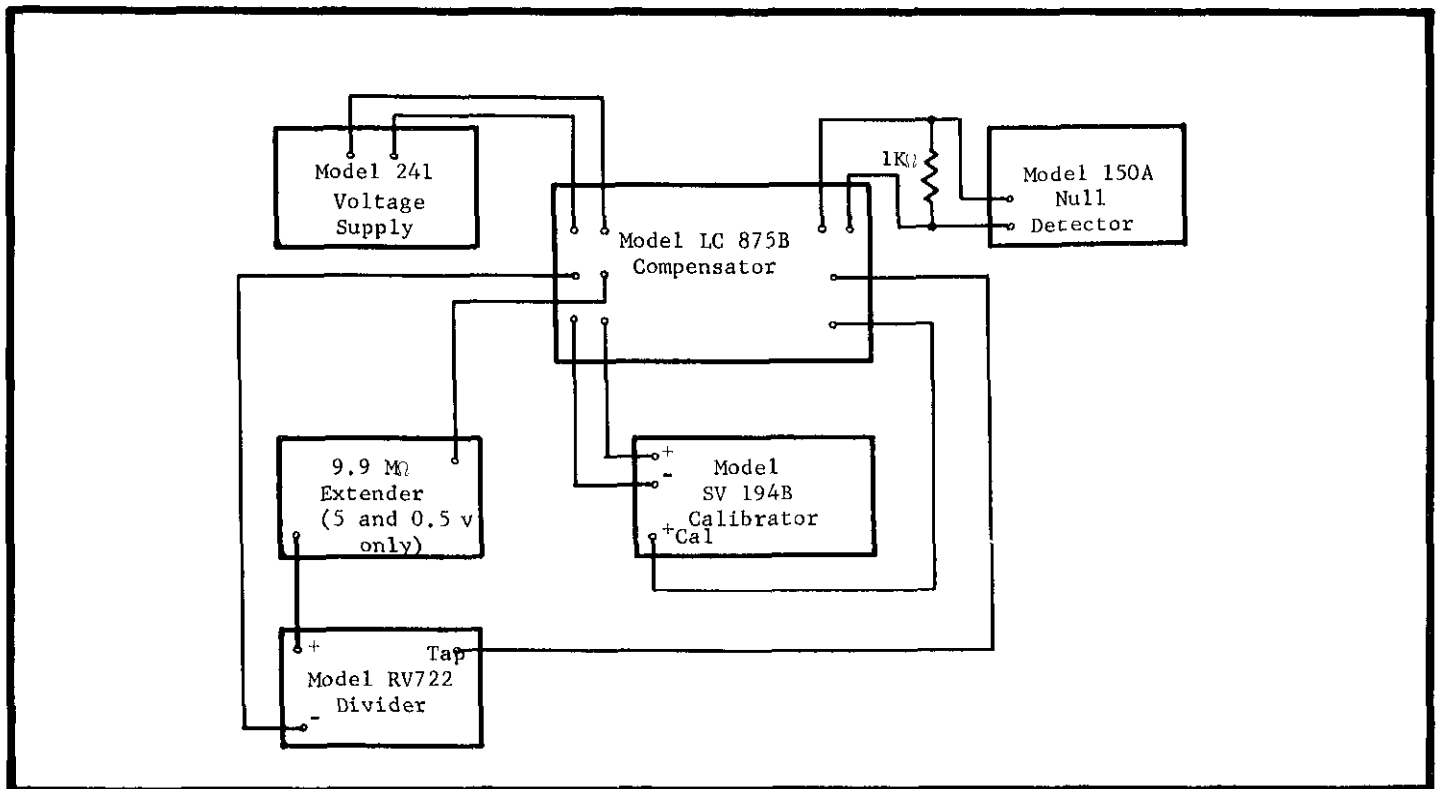 Model 241
Voltage
Supply
1KΩ
Model 150A
Null
Detector
Model LC 875B
Compensator
9.9 MΩ
Extender
(5 and 0.5 v
only)
+
-
Model
SV 194B
Calibrator
+Cal
+
Tap
Model RV722
Divider
-